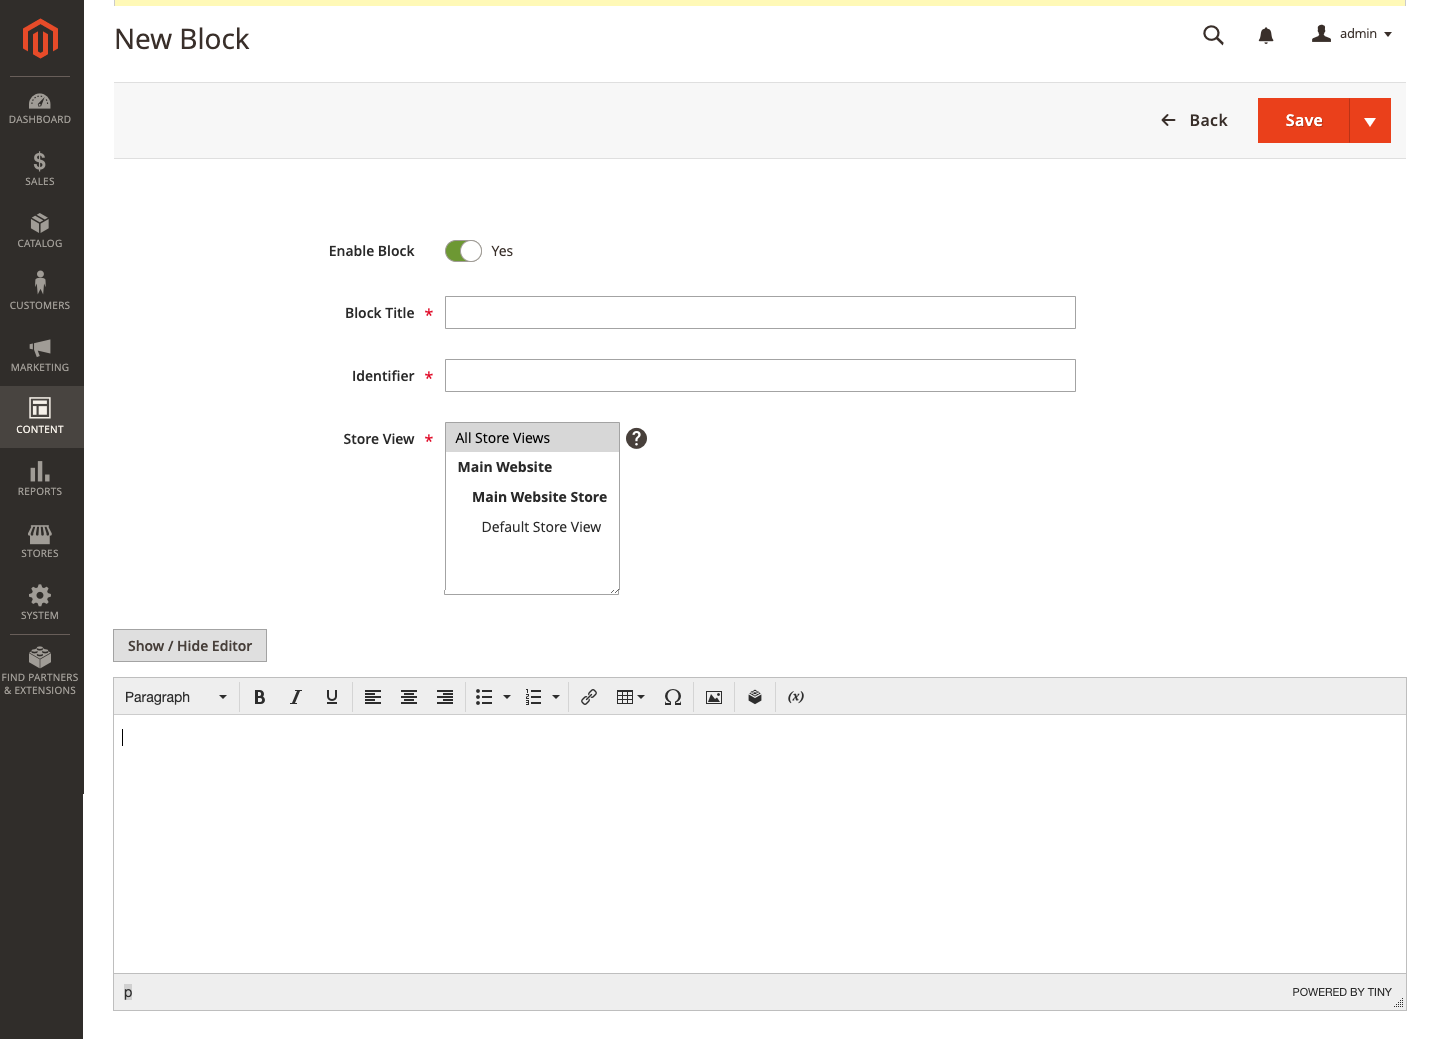 New Block
admin
DASHBOARD
SALES
CATALOG
CUSTOMERS
MARKETING
CONTENT
REPORTS
STORES
SYSTEM
FIND PARTNERS
& EXTENSIONS
Back
Save
Enable Block Yes
Block Title *
Identifier *
Store View *
All Store Views
Main Website
Main Website Store
Default Store View
Show / Hide Editor
Paragraph B I U Ω (x)
p
POWERED BY TINY